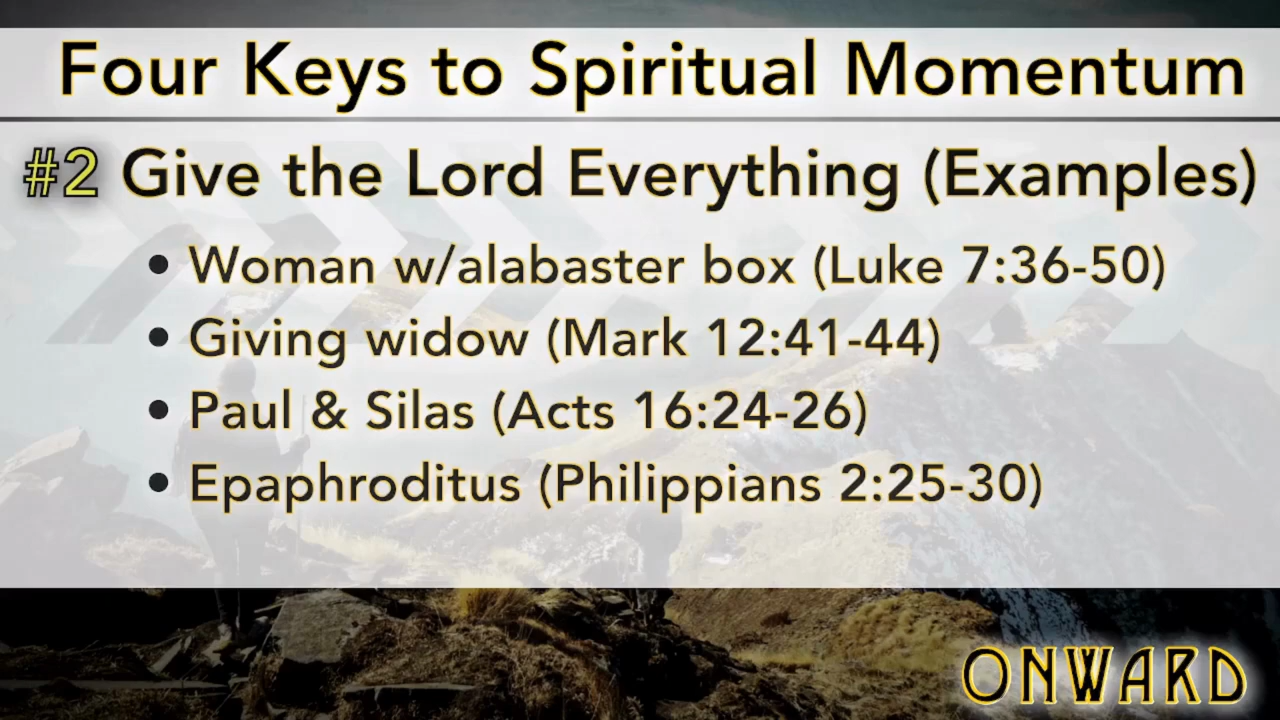 Four Keys to Spiritual Momentum
#2 Give the Lord Everything (Examples)
• Woman w/alabaster box (Luke 7:36-50)
• Giving widow (Mark 12:41-44)
• Paul & Silas (Acts 16:24-26)
• Epaphroditus (Philippians 2:25-30)
ONWARD